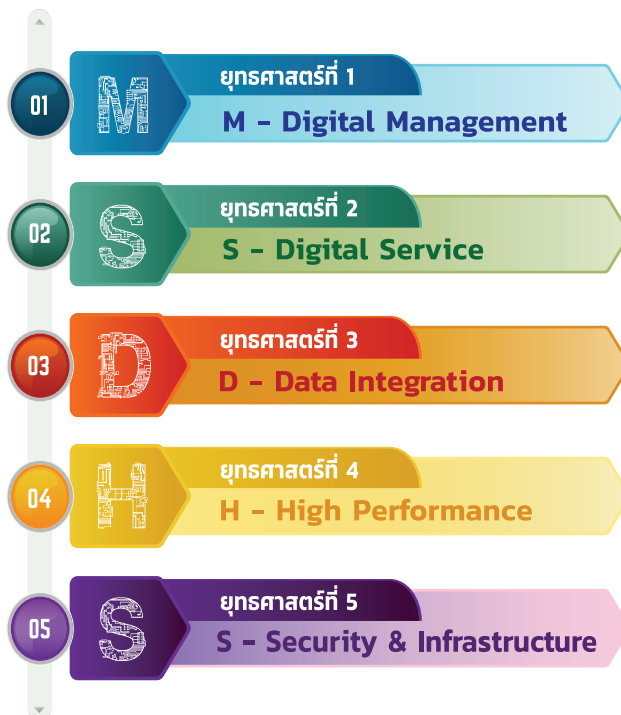 01
M
ยุทธศาสตร์ที่ 1
M - Digital Management
02
S
ยุทธศาสตร์ที่ 2
S - Digital Service
03
D
ยุทธศาสตร์ที่ 3
D - Data Integration
04
H
ยุทธศาสตร์ที่ 4
H - High Performance
05
S
ยุทธศาสตร์ที่ 5
S - Security & Infrastructure